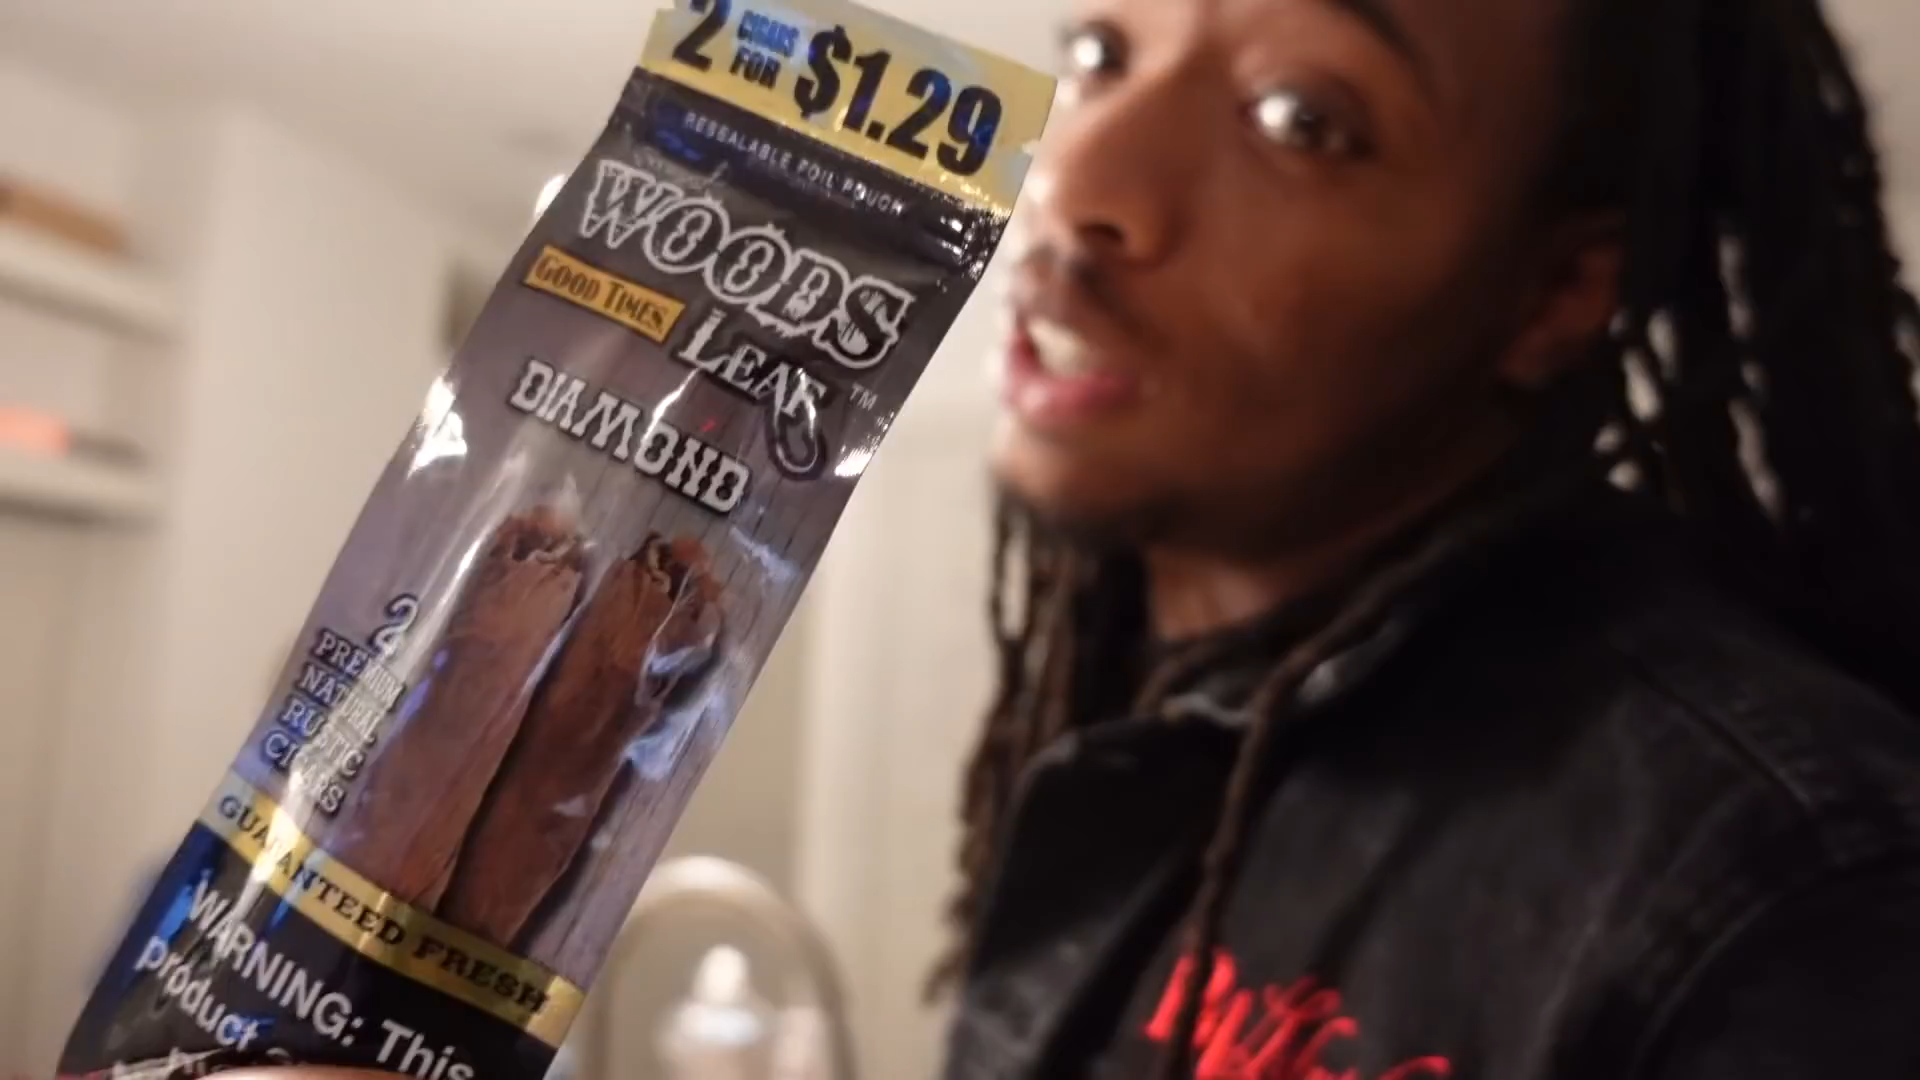 2 CIGARS FOR $1.29
RESEALABLE FOIL POUCH
WOODS
GOOD TIMES
LEAF™
DIAMOND
2
PREMIUM
NATURAL
RUSTIC
CIGARS
GUARANTEED FRESH
WARNING: This
product